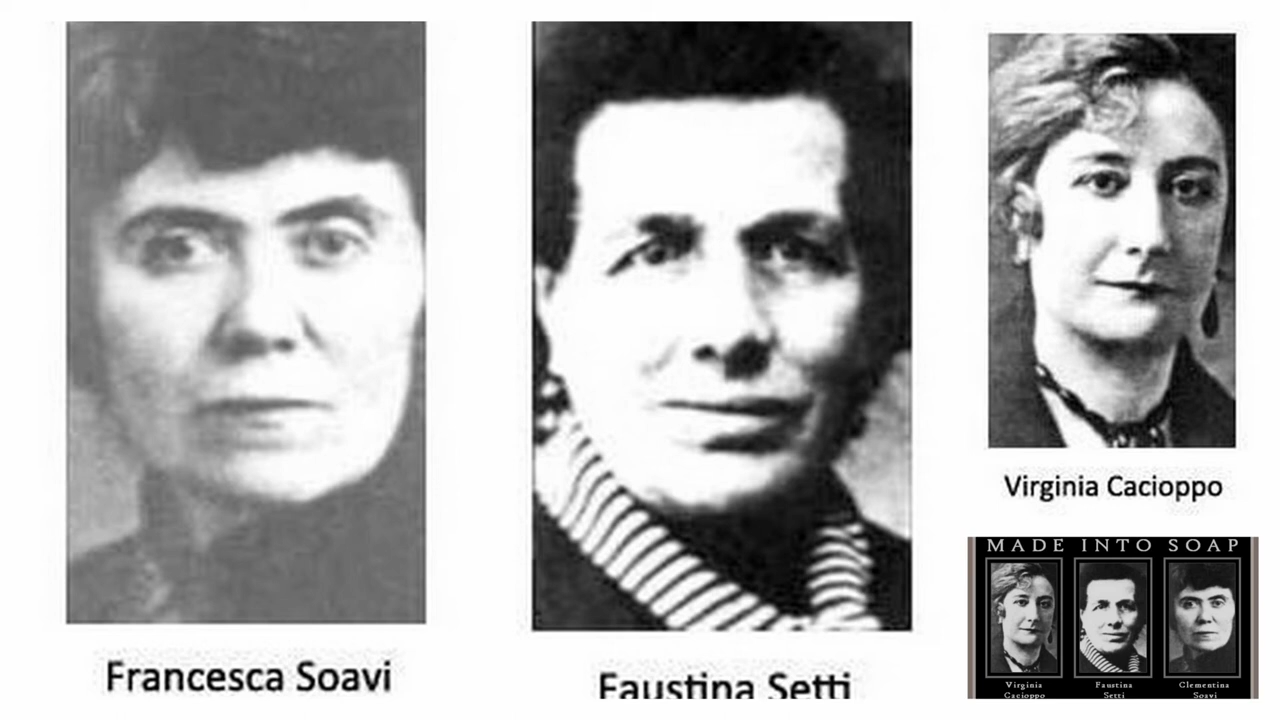 Francesca Soavi
Faustina Setti
Virginia Cacioppo
MADE INTO SOAP
Virginia
Cacioppo
Faustina
Setti
Clementina
Soavi